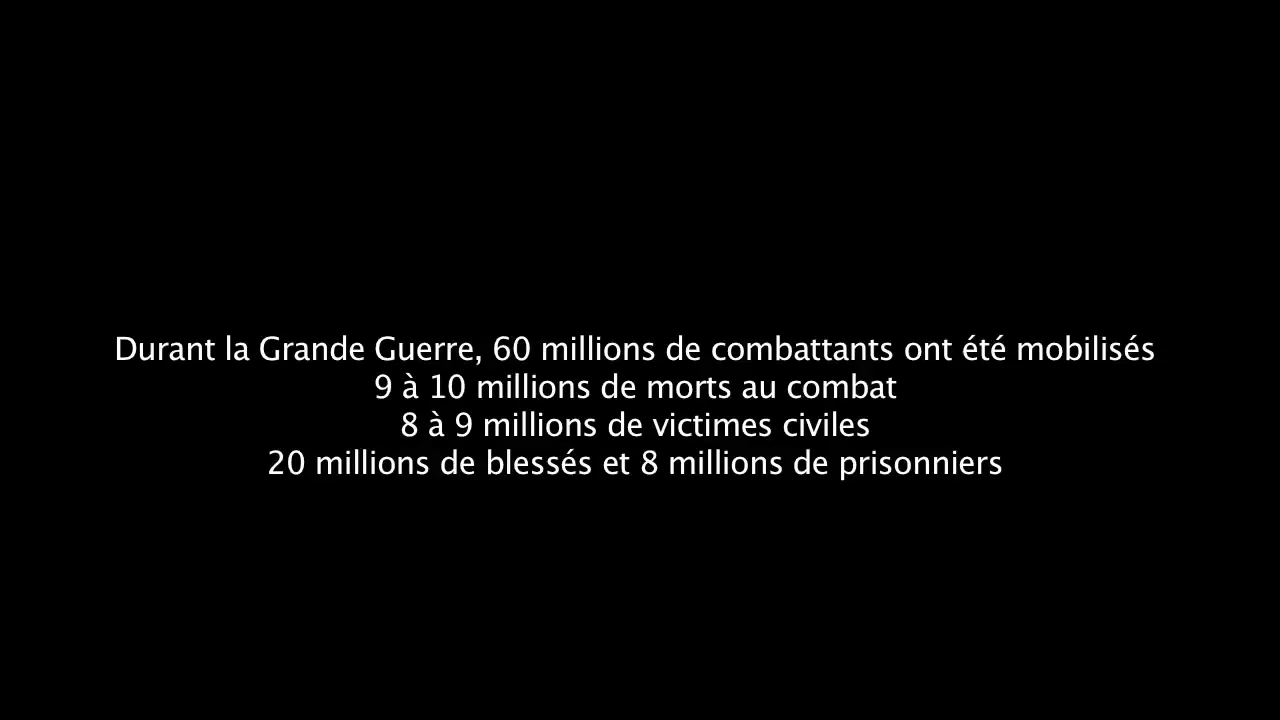 Durant la Grande Guerre, 60 millions de combattants ont été mobilisés
9 à 10 millions de morts au combat
8 à 9 millions de victimes civiles
20 millions de blessés et 8 millions de prisonniers